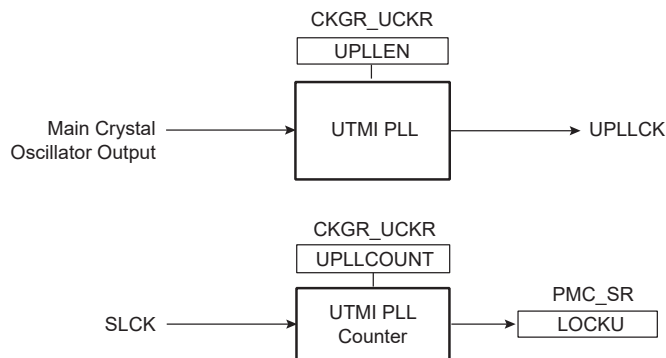 CKGR_UCKR
UPLLEN
Main Crystal
Oscillator Output
UTMI PLL
UPLLCK
CKGR_UCKR
UPLLCOUNT
SLCK
UTMI PLL
Counter
PMC_SR
LOCKU